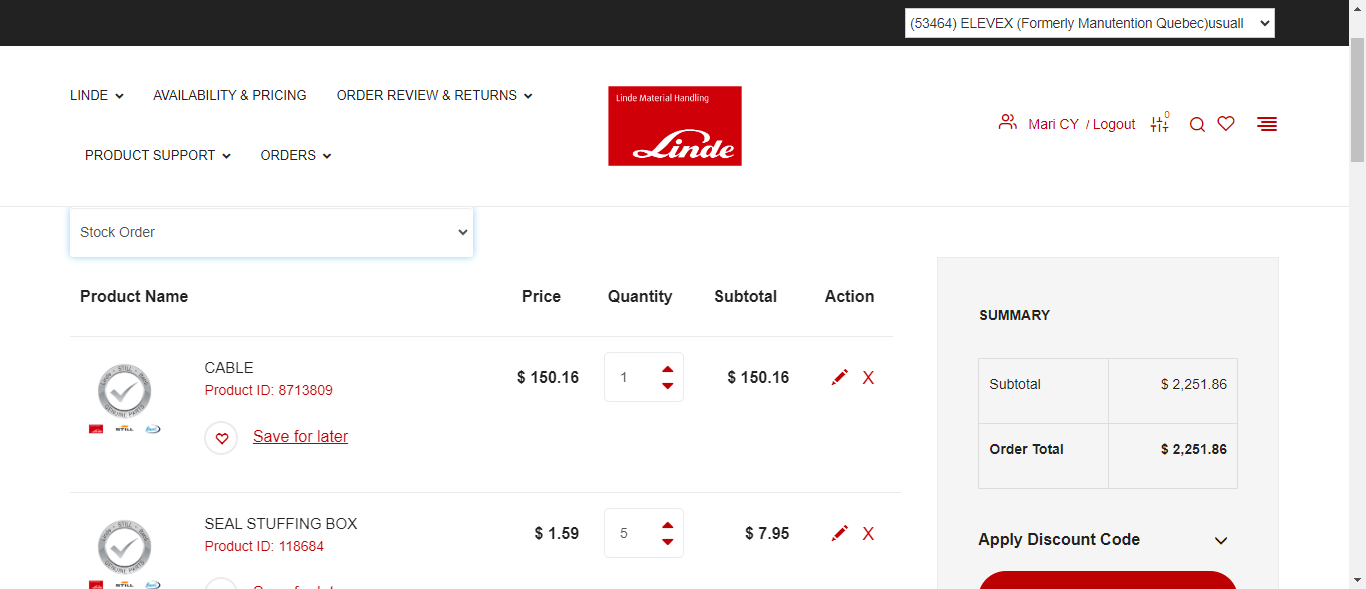 (53464) ELEVEX (Formerly Manutention Quebec)usuall
LINDE
AVAILABILITY & PRICING
ORDER REVIEW & RETURNS
PRODUCT SUPPORT
ORDERS
Linde Material Handling
Linde
Mari CY / Logout
0
Stock Order
Product Name Price Quantity Subtotal Action
CABLE
Product ID: 8713809
$ 150.16 1 $ 150.16 X
Save for later
SEAL STUFFING BOX
Product ID: 118684
$ 1.59 5 $ 7.95 X
SUMMARY
Subtotal $ 2,251.86
Order Total $ 2,251.86
Apply Discount Code